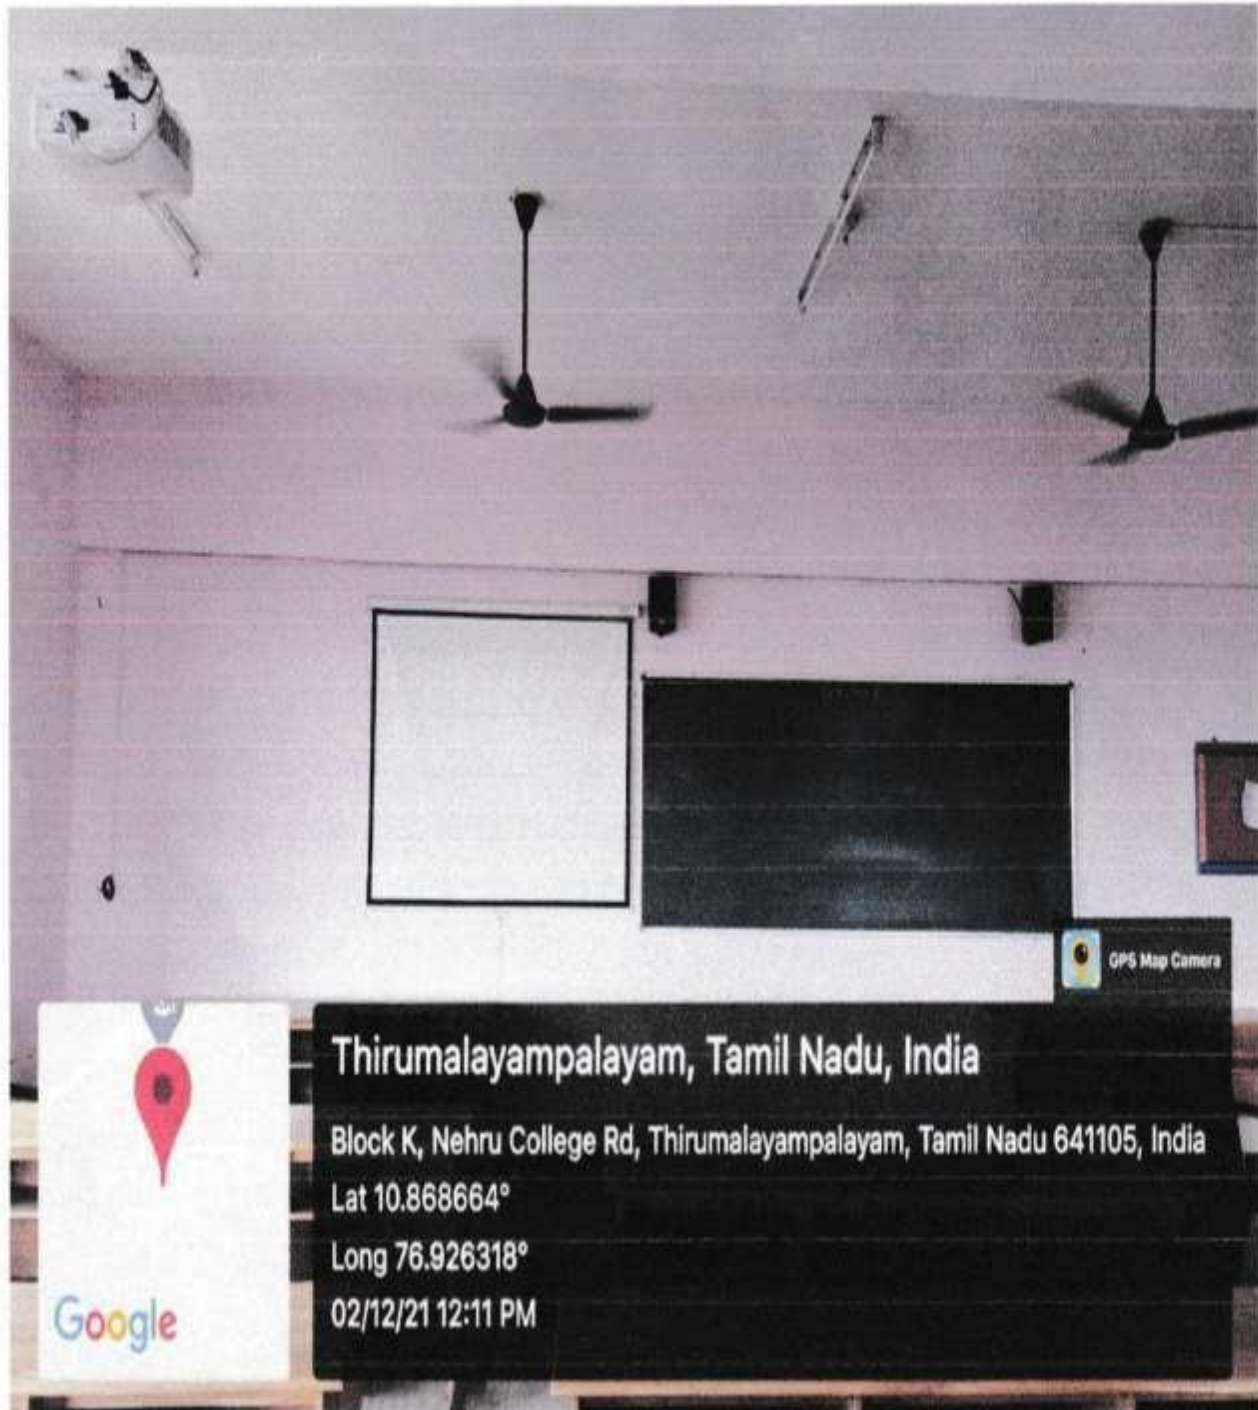 GPS Map Camera
Thirumalayampalayam, Tamil Nadu, India
Block K, Nehru College Rd, Thirumalayampalayam, Tamil Nadu 641105, India
Lat 10.868664°
Long 76.926318°
02/12/21 12:11 PM
Google